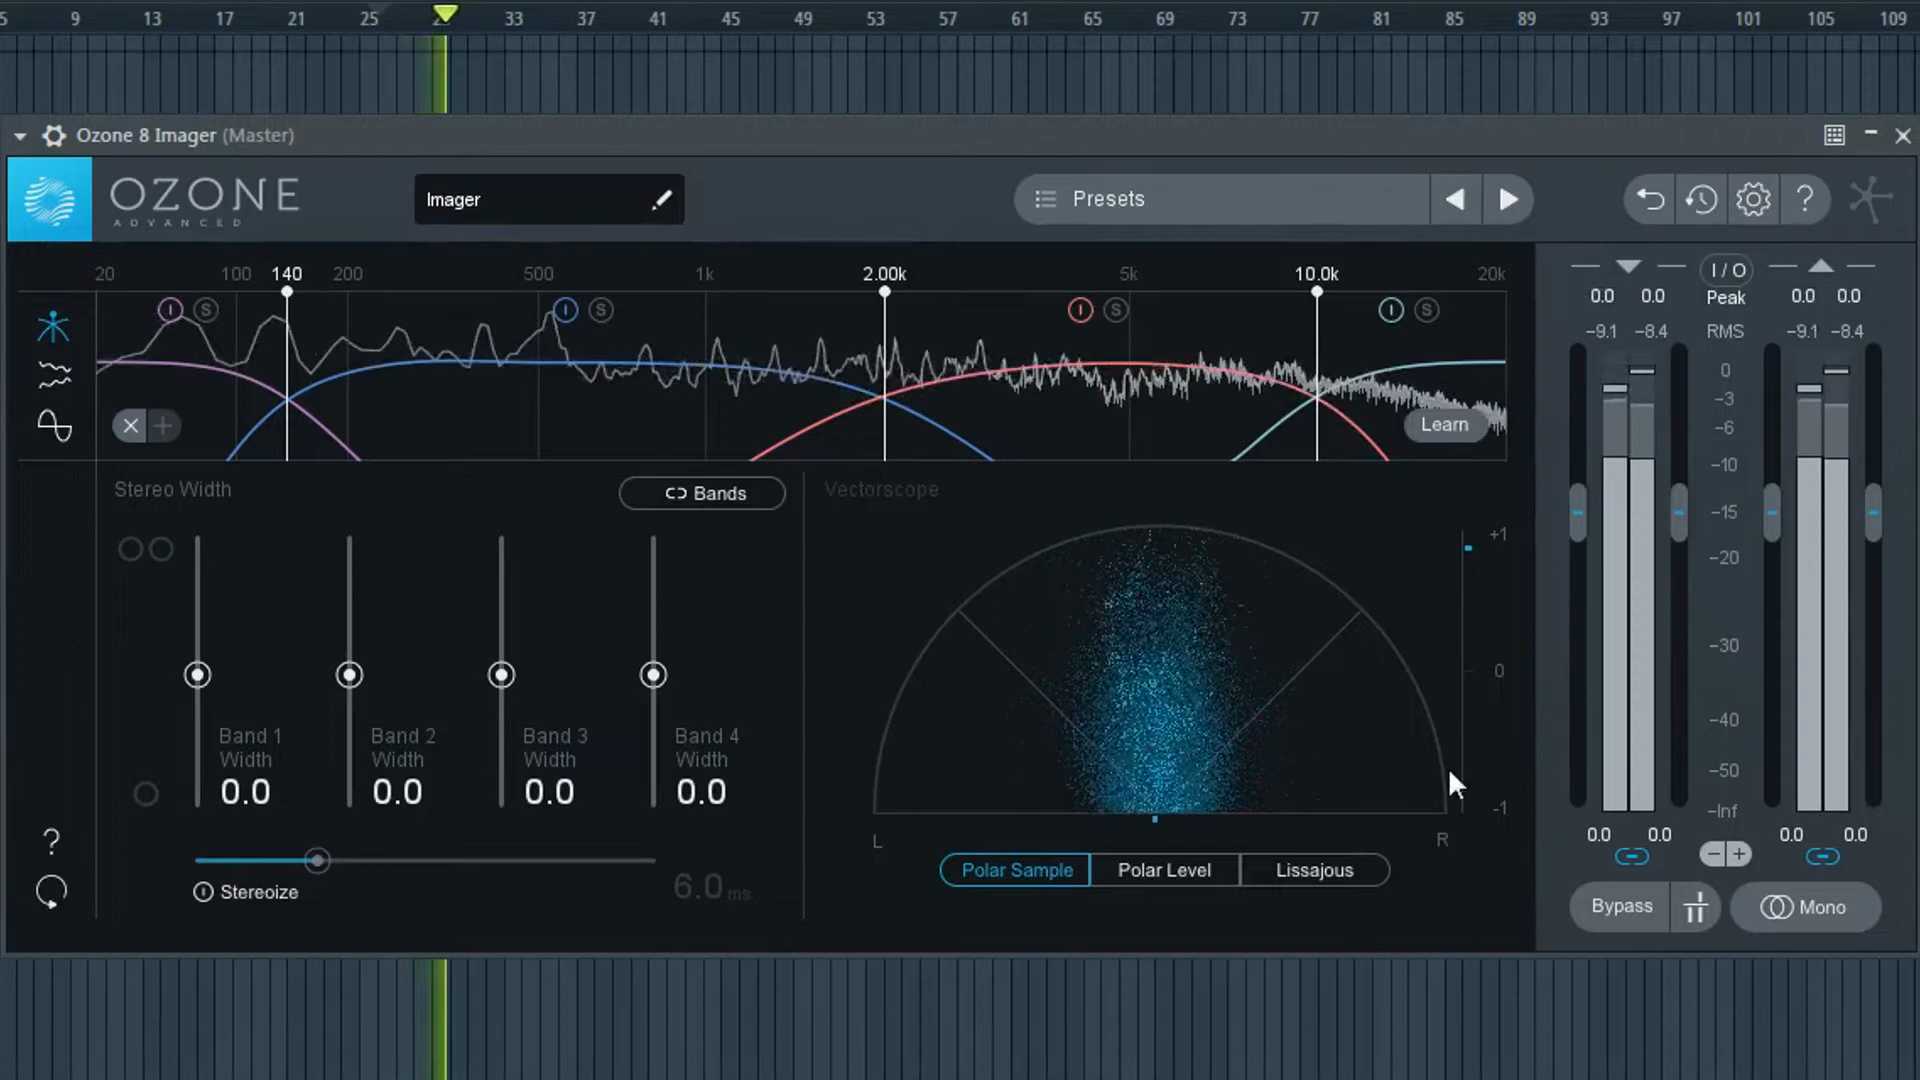 5 9 13 17 21 25 33 37 41 45 49 53 57 61 65 69 73 77 81 85 89 93 97 101 105 109
Ozone 8 Imager (Master)
OZONE
ADVANCED
Imager
Presets
?
20 100 140 200 500 1k 2.00k 5k 10.0k 20k
I S I S I S I S
Learn
Stereo Width
Bands
Vectorscope
Band 1
Width
0.0
Band 2
Width
0.0
Band 3
Width
0.0
Band 4
Width
0.0
Stereoize
6.0 ms
?
+1
0
-1
L
R
Polar Sample
Polar Level
Lissajous
I / O
0.0 0.0 Peak 0.0 0.0
-9.1 -8.4 RMS -9.1 -8.4
0
-3
-6
-10
-15
-20
-30
-40
-50
-Inf
0.0 0.0 0.0 0.0
Bypass
Mono